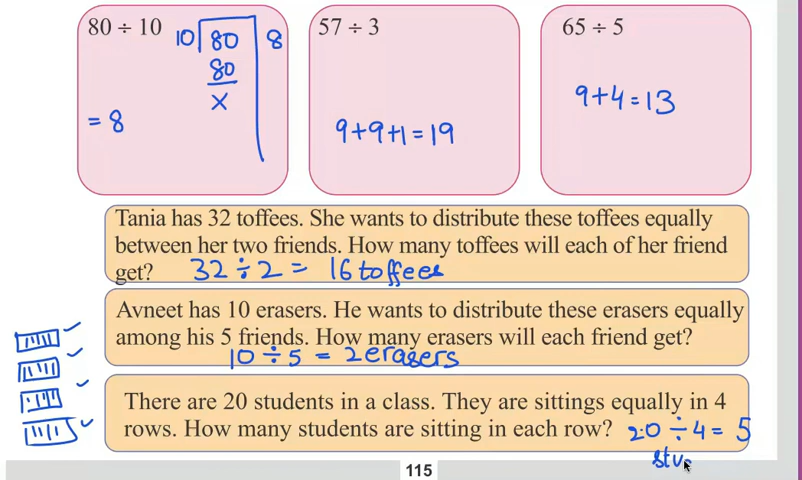 80 ÷ 10
10 80 8
80
x
= 8
57 ÷ 3
9+9+1=19
65 ÷ 5
9+4=13
Tania has 32 toffees. She wants to distribute these toffees equally
between her two friends. How many toffees will each of her friend
get? 32 ÷ 2 = 16 toffees
Avneet has 10 erasers. He wants to distribute these erasers equally
among his 5 friends. How many erasers will each friend get?
10 ÷ 5 = 2 erasers
There are 20 students in a class. They are sittings equally in 4
rows. How many students are sitting in each row? 20 ÷ 4 = 5
stu
115